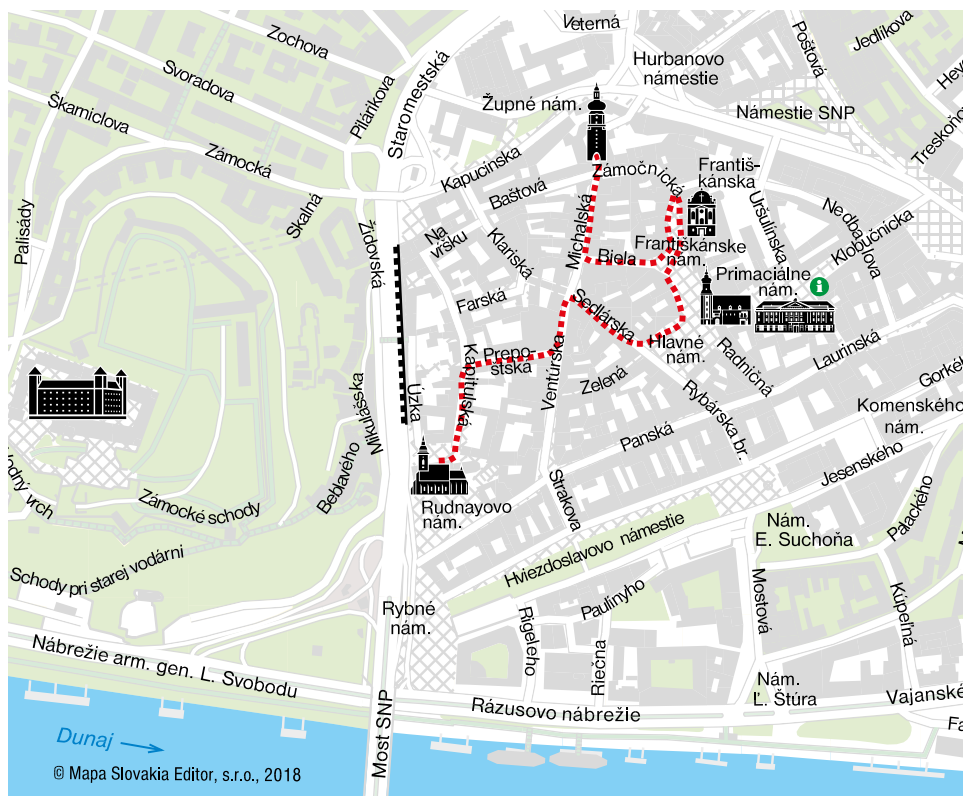 Veterná
Zochova
Jedlíkova
Poštová
Staromestská
Hurbanovo
námestie
Svoradova
Pilárikova
Škarniclova
Župné nám.
Námestie SNP
Zámocká
Kapucínska
Zámočnícka
Františ-
kánska
Baštová
Skalná
Palisády
Židovská
Na
vŕšku
Klariská
Michalská
Uršulínska
Nedbalova
Klobučnícka
Františkánske
nám.
Biela
Primaciálne
nám.
i
Farská
Sedlárska
Hlavné
nám.
Radničná
Laurinská
Prepo-
štská
Kapitulská
Ventúrska
Úzka
Zelená
Rybárska br.
Komenského
nám.
Panská
Mikulášska
Beblavého
Jesenského
Rudnayovo
nám.
Strakova
Zámocké schody
Palackého
Nám.
E. Suchoňa
Hviezdoslavovo námestie
Schody pri starej vodárni
Mostová
Kúpeľná
Paulínyho
Rybné
nám.
Rigeleho
Riečna
Nábrežie arm. gen. L. Svobodu
Nám.
Ľ. Štúra
Rázusovo nábrežie
Vajanské
Most SNP
Dunaj
© Mapa Slovakia Editor, s.r.o., 2018